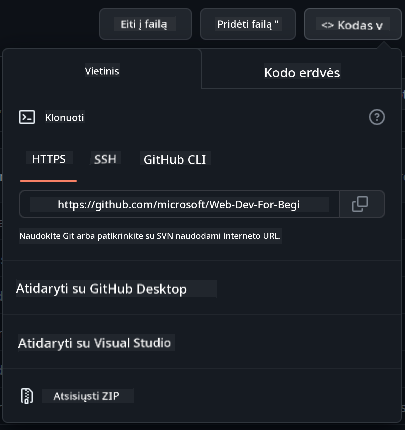 Eiti į failą
Pridėti failą "
<> Kodas v
Vietinis
Kodo erdvės
Klonuoti
?
HTTPS
SSH
GitHub CLI
https://github.com/microsoft/Web-Dev-For-Begi
Naudokite Git arba patikrinkite su SVN naudodami interneto URL.
Atidaryti su GitHub Desktop
Atidaryti su Visual Studio
Atsisiųsti ZIP